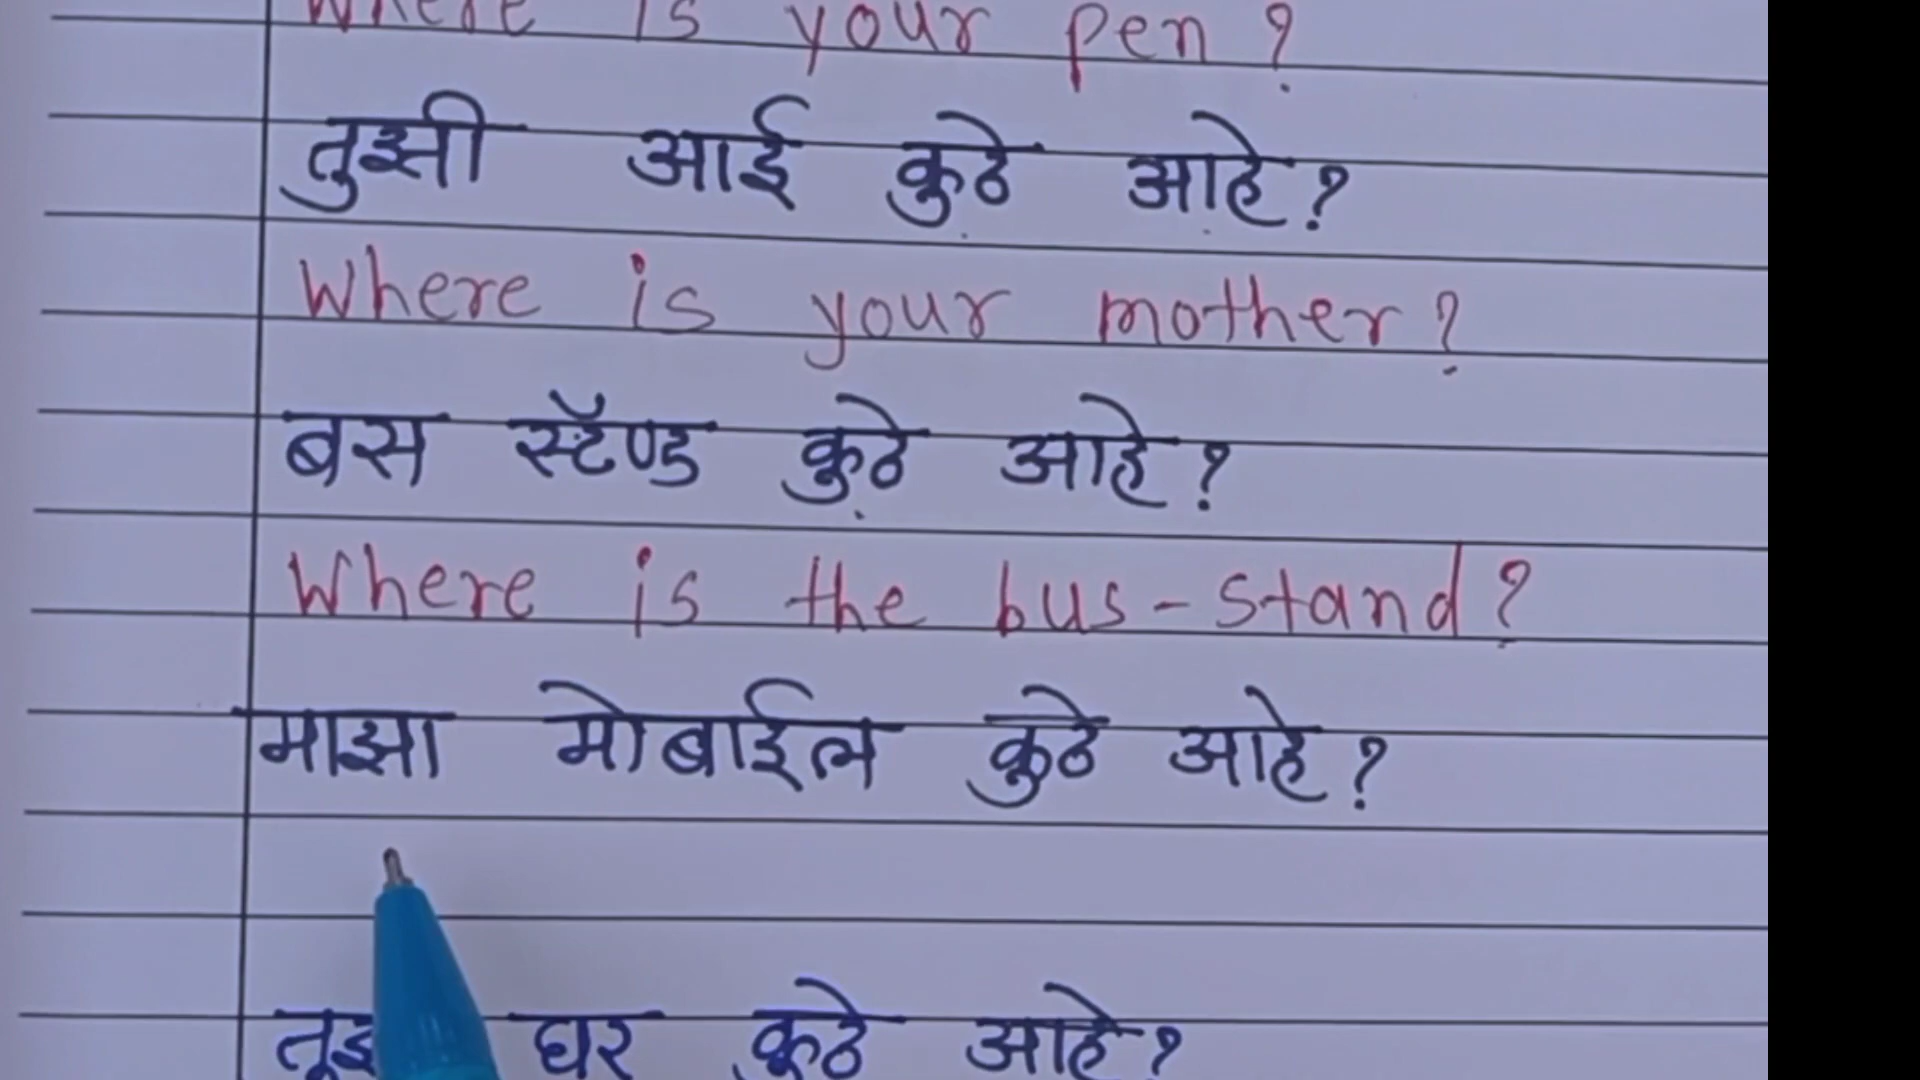 Where is your pen?
तुझी आई कुठे आहे?
Where is your mother?
बस स्टॅण्ड कुठे आहे?
Where is the bus-stand?
माझा मोबाईल कुठे आहे?
घर कुठे आहे?